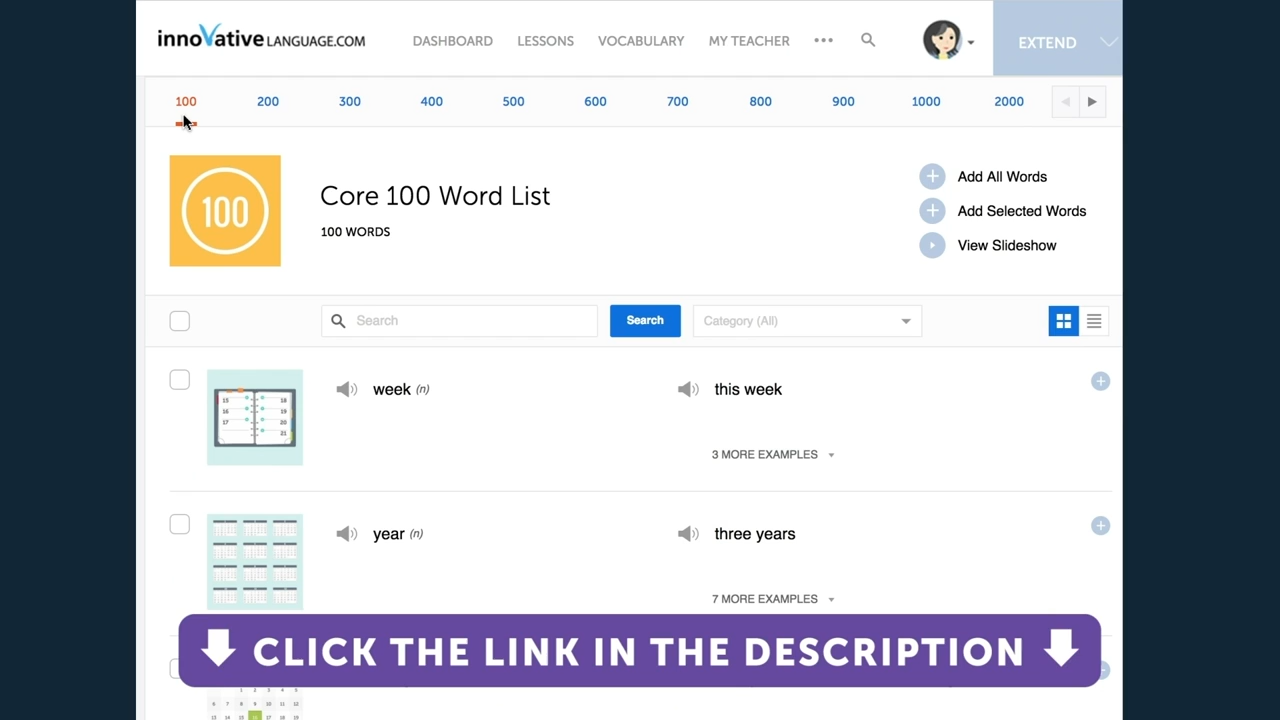 innoVative LANGUAGE.COM DASHBOARD LESSONS VOCABULARY MY TEACHER ••• EXTEND
100 200 300 400 500 600 700 800 900 1000 2000
100
Core 100 Word List
100 WORDS
Add All Words
Add Selected Words
View Slideshow
Search Search Category (All)
week (n) this week
3 MORE EXAMPLES
year (n) three years
7 MORE EXAMPLES
CLICK THE LINK IN THE DESCRIPTION